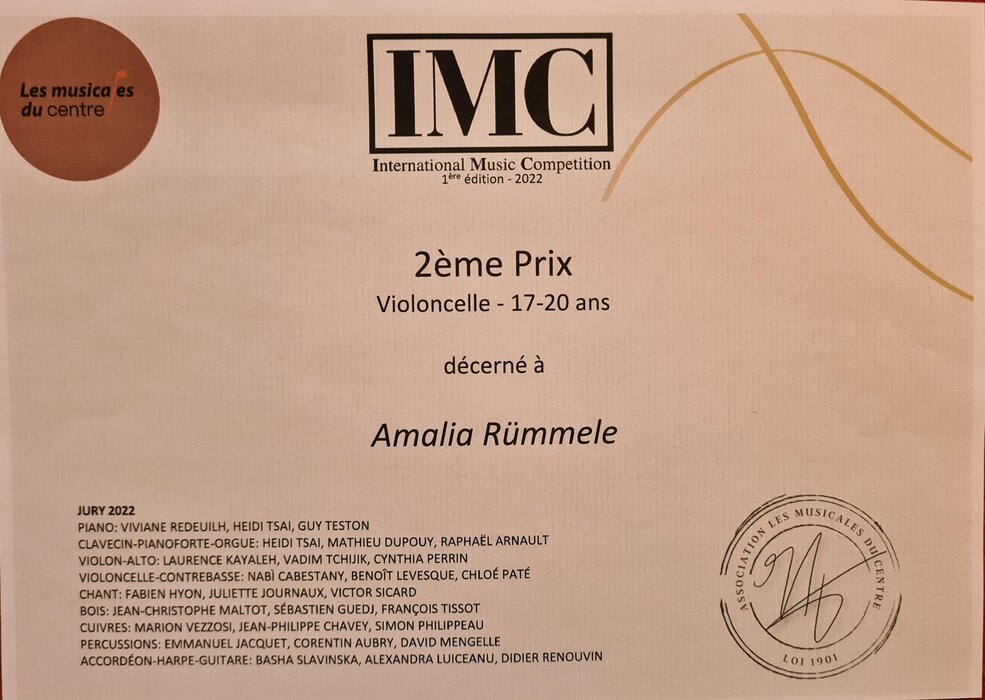 Les musicales
du centre
IMC
International Music Competition
1ère édition - 2022
2ème Prix
Violoncelle - 17-20 ans
décerné à
Amalia Rümmele
JURY 2022
PIANO: VIVIANE REDEUILH, HEIDI TSAI, GUY TESTON
CLAVECIN-PIANOFORTE-ORGUE: HEIDI TSAI, MATHIEU DUPOUY, RAPHAËL ARNAULT
VIOLON-ALTO: LAURENCE KAYALEH, VADIM TCHIJIK, CYNTHIA PERRIN
VIOLONCELLE-CONTREBASSE: NABÌ CABESTANY, BENOÎT LEVESQUE, CHLOÉ PATÉ
CHANT: FABIEN HYON, JULIETTE JOURNAUX, VICTOR SICARD
BOIS: JEAN-CHRISTOPHE MALTOT, SÉBASTIEN GUEDJ, FRANÇOIS TISSOT
CUIVRES: MARION VEZZOSI, JEAN-PHILIPPE CHAVEY, SIMON PHILIPPEAU
PERCUSSIONS: EMMANUEL JACQUET, CORENTIN AUBRY, DAVID MENGELLE
ACCORDÉON-HARPE-GUITARE: BASHA SLAVINSKA, ALEXANDRA LUICEANU, DIDIER RENOUVIN
ASSOCIATION LES MUSICALES DU CENTRE
LOI 1901